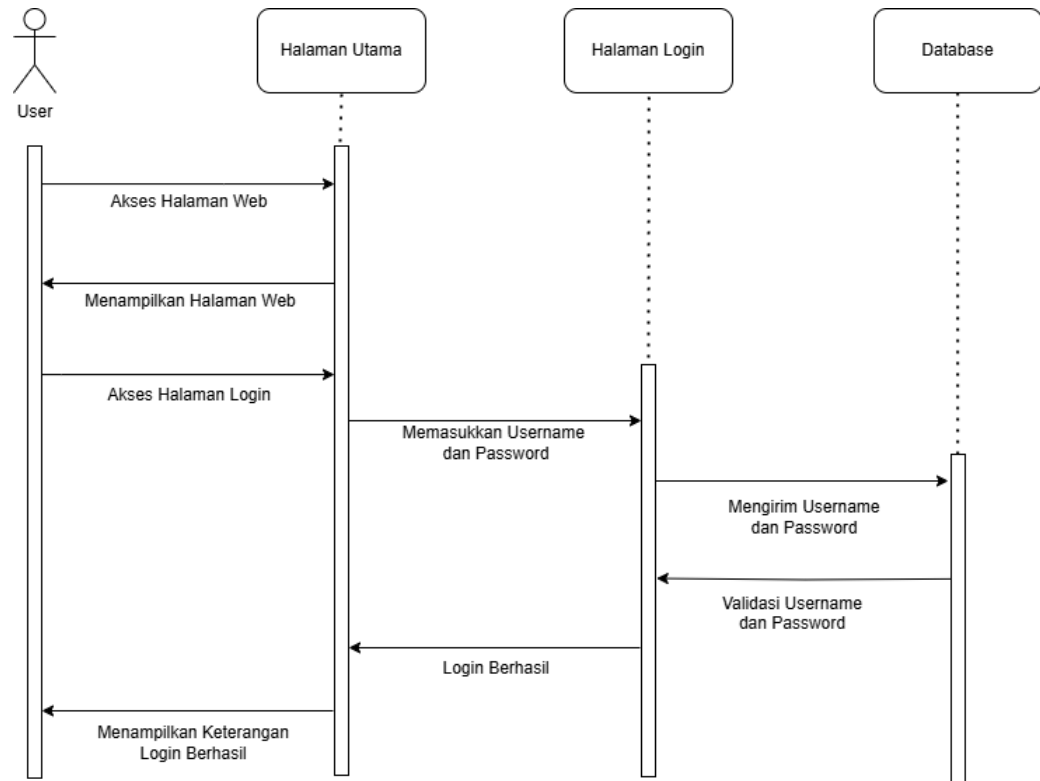 User
Halaman Utama
Halaman Login
Database
Akses Halaman Web
Menampilkan Halaman Web
Akses Halaman Login
Memasukkan Username
dan Password
Mengirim Username
dan Password
Validasi Username
dan Password
Login Berhasil
Menampilkan Keterangan
Login Berhasil